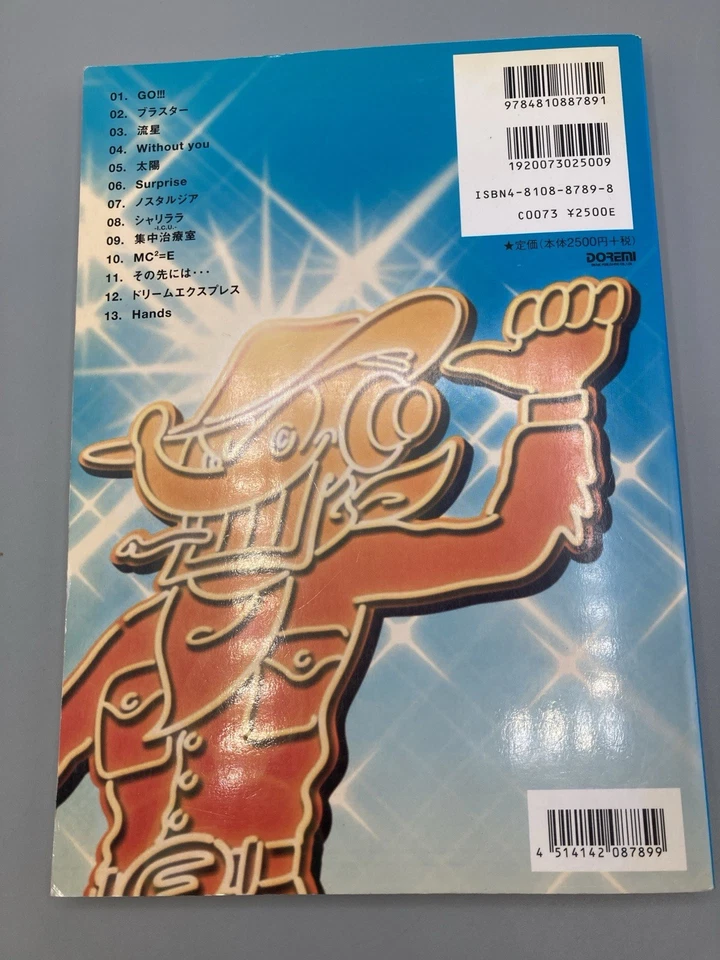 01. GO!!!
02. ブラスター
03. 流星
04. Without you
05. 太陽
06. Surprise
07. ノスタルジア
08. シャリララ
-I.C.U.-
09. 集中治療室
10. MC²=E
11. その先には・・・
12. ドリームエクスプレス
13. Hands
9784810887891
1920073025009
ISBN4-8108-8789-8
C0073 ¥2500E
★定価(本体2500円+税)
DOREMI
4 514142 087899